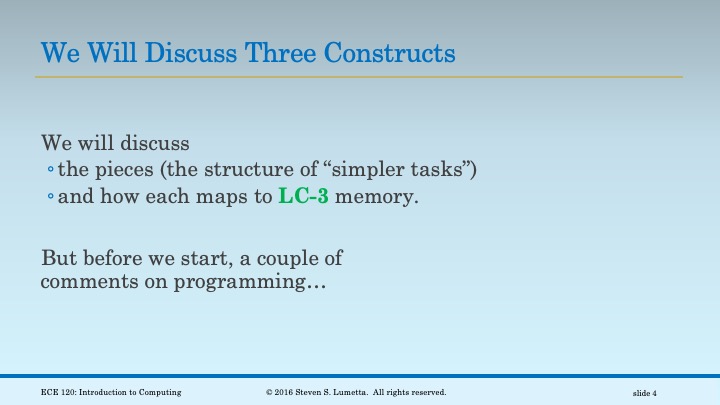 We Will Discuss Three Constructs
We will discuss
◦the pieces (the structure of “simpler tasks”)
◦and how each maps to LC-3 memory.
But before we start, a couple of
comments on programming…
ECE 120: Introduction to Computing © 2016 Steven S. Lumetta. All rights reserved. slide 4